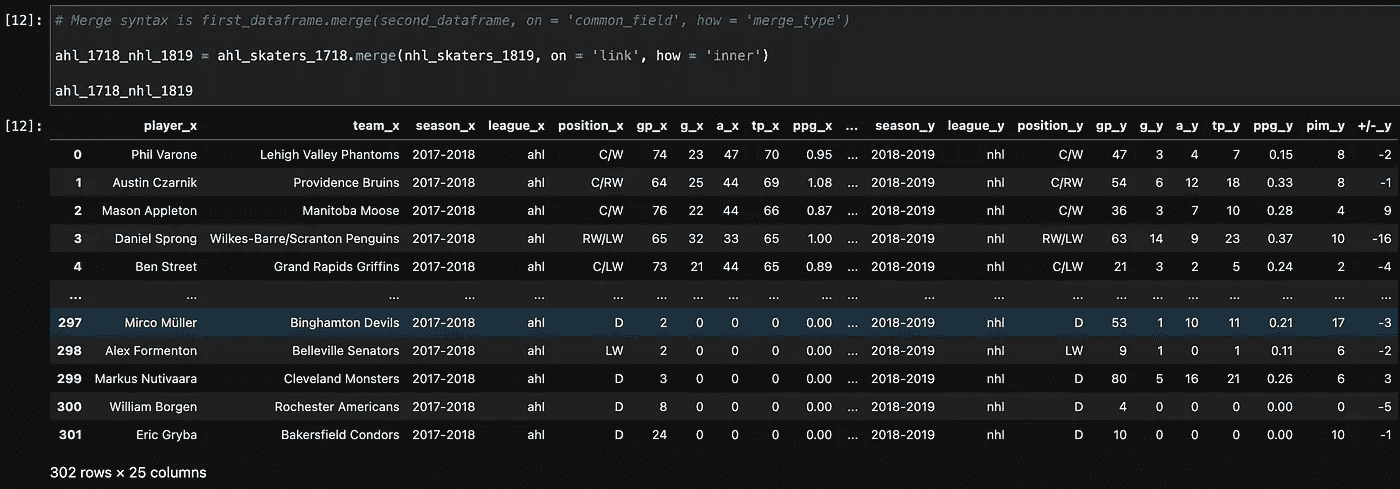 [12]: # Merge syntax is first_dataframe.merge(second_dataframe, on = 'common_field', how = 'merge_type')
ahl_1718_nhl_1819 = ahl_skaters_1718.merge(nhl_skaters_1819, on = 'link', how = 'inner')
ahl_1718_nhl_1819
[12]: player_x team_x season_x league_x position_x gp_x g_x a_x tp_x ppg_x ... season_y league_y position_y gp_y g_y a_y tp_y ppg_y pim_y +/-_y
0 Phil Varone Lehigh Valley Phantoms 2017-2018 ahl C/W 74 23 47 70 0.95 ... 2018-2019 nhl C/W 47 3 4 7 0.15 8 -2
1 Austin Czarnik Providence Bruins 2017-2018 ahl C/RW 64 25 44 69 1.08 ... 2018-2019 nhl C/RW 54 6 12 18 0.33 8 -1
2 Mason Appleton Manitoba Moose 2017-2018 ahl C/W 76 22 44 66 0.87 ... 2018-2019 nhl C/W 36 3 7 10 0.28 4 9
3 Daniel Sprong Wilkes-Barre/Scranton Penguins 2017-2018 ahl RW/LW 65 32 33 65 1.00 ... 2018-2019 nhl RW/LW 63 14 9 23 0.37 10 -16
4 Ben Street Grand Rapids Griffins 2017-2018 ahl C/LW 73 21 44 65 0.89 ... 2018-2019 nhl C/LW 21 3 2 5 0.24 2 -4
... ... ... ... ... ... ... ... ... ... ... ... ... ... ... ... ... ... ... ... ... ...
297 Mirco Müller Binghamton Devils 2017-2018 ahl D 2 0 0 0 0.00 ... 2018-2019 nhl D 53 1 10 11 0.21 17 -3
298 Alex Formenton Belleville Senators 2017-2018 ahl LW 2 0 0 0 0.00 ... 2018-2019 nhl LW 9 1 0 1 0.11 6 -2
299 Markus Nutivaara Cleveland Monsters 2017-2018 ahl D 3 0 0 0 0.00 ... 2018-2019 nhl D 80 5 16 21 0.26 6 3
300 William Borgen Rochester Americans 2017-2018 ahl D 8 0 0 0 0.00 ... 2018-2019 nhl D 4 0 0 0 0.00 0 -5
301 Eric Gryba Bakersfield Condors 2017-2018 ahl D 24 0 0 0 0.00 ... 2018-2019 nhl D 10 0 0 0 0.00 10 -1
302 rows × 25 columns